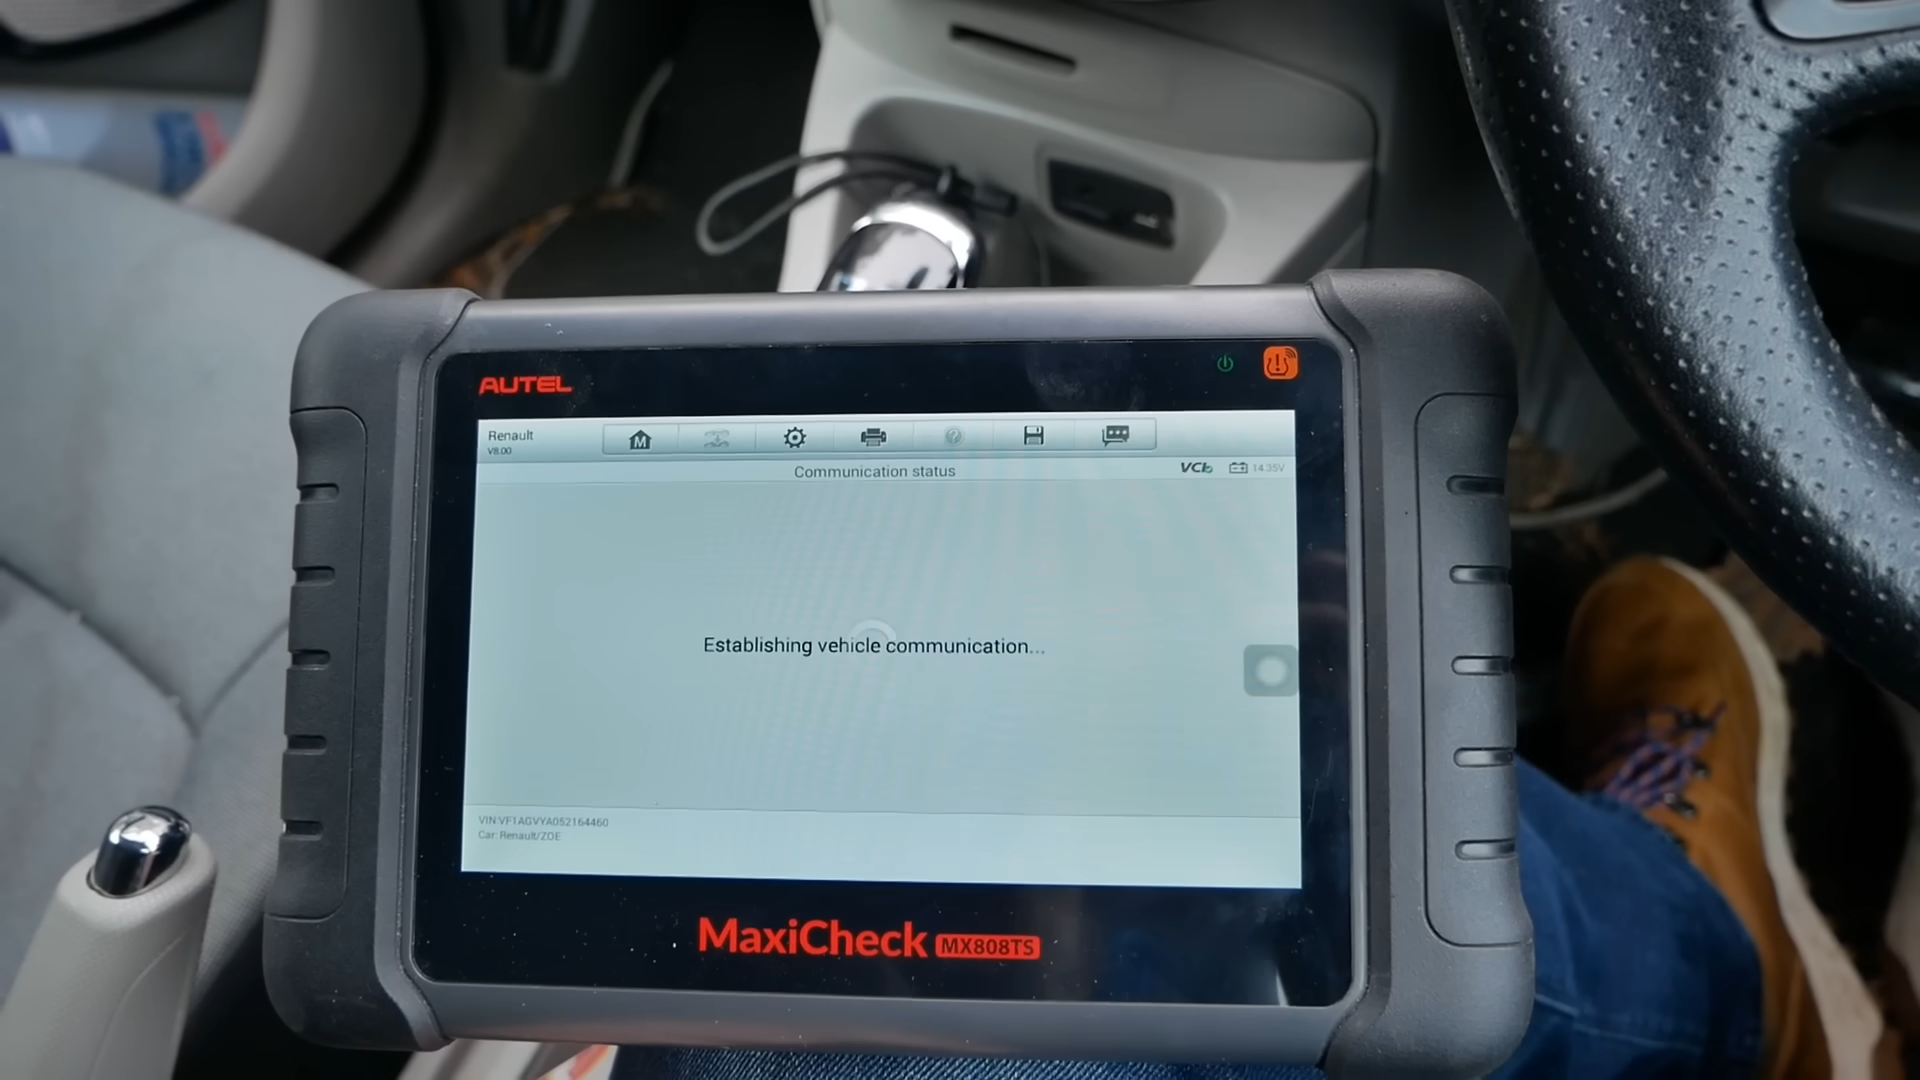 AUTEL
Renault
V8.00
M
Communication status
VCI
14.35V
Establishing vehicle communication...
VIN:VF1AGVYA052164460
Car: Renault/ZOE
MaxiCheck MX808TS